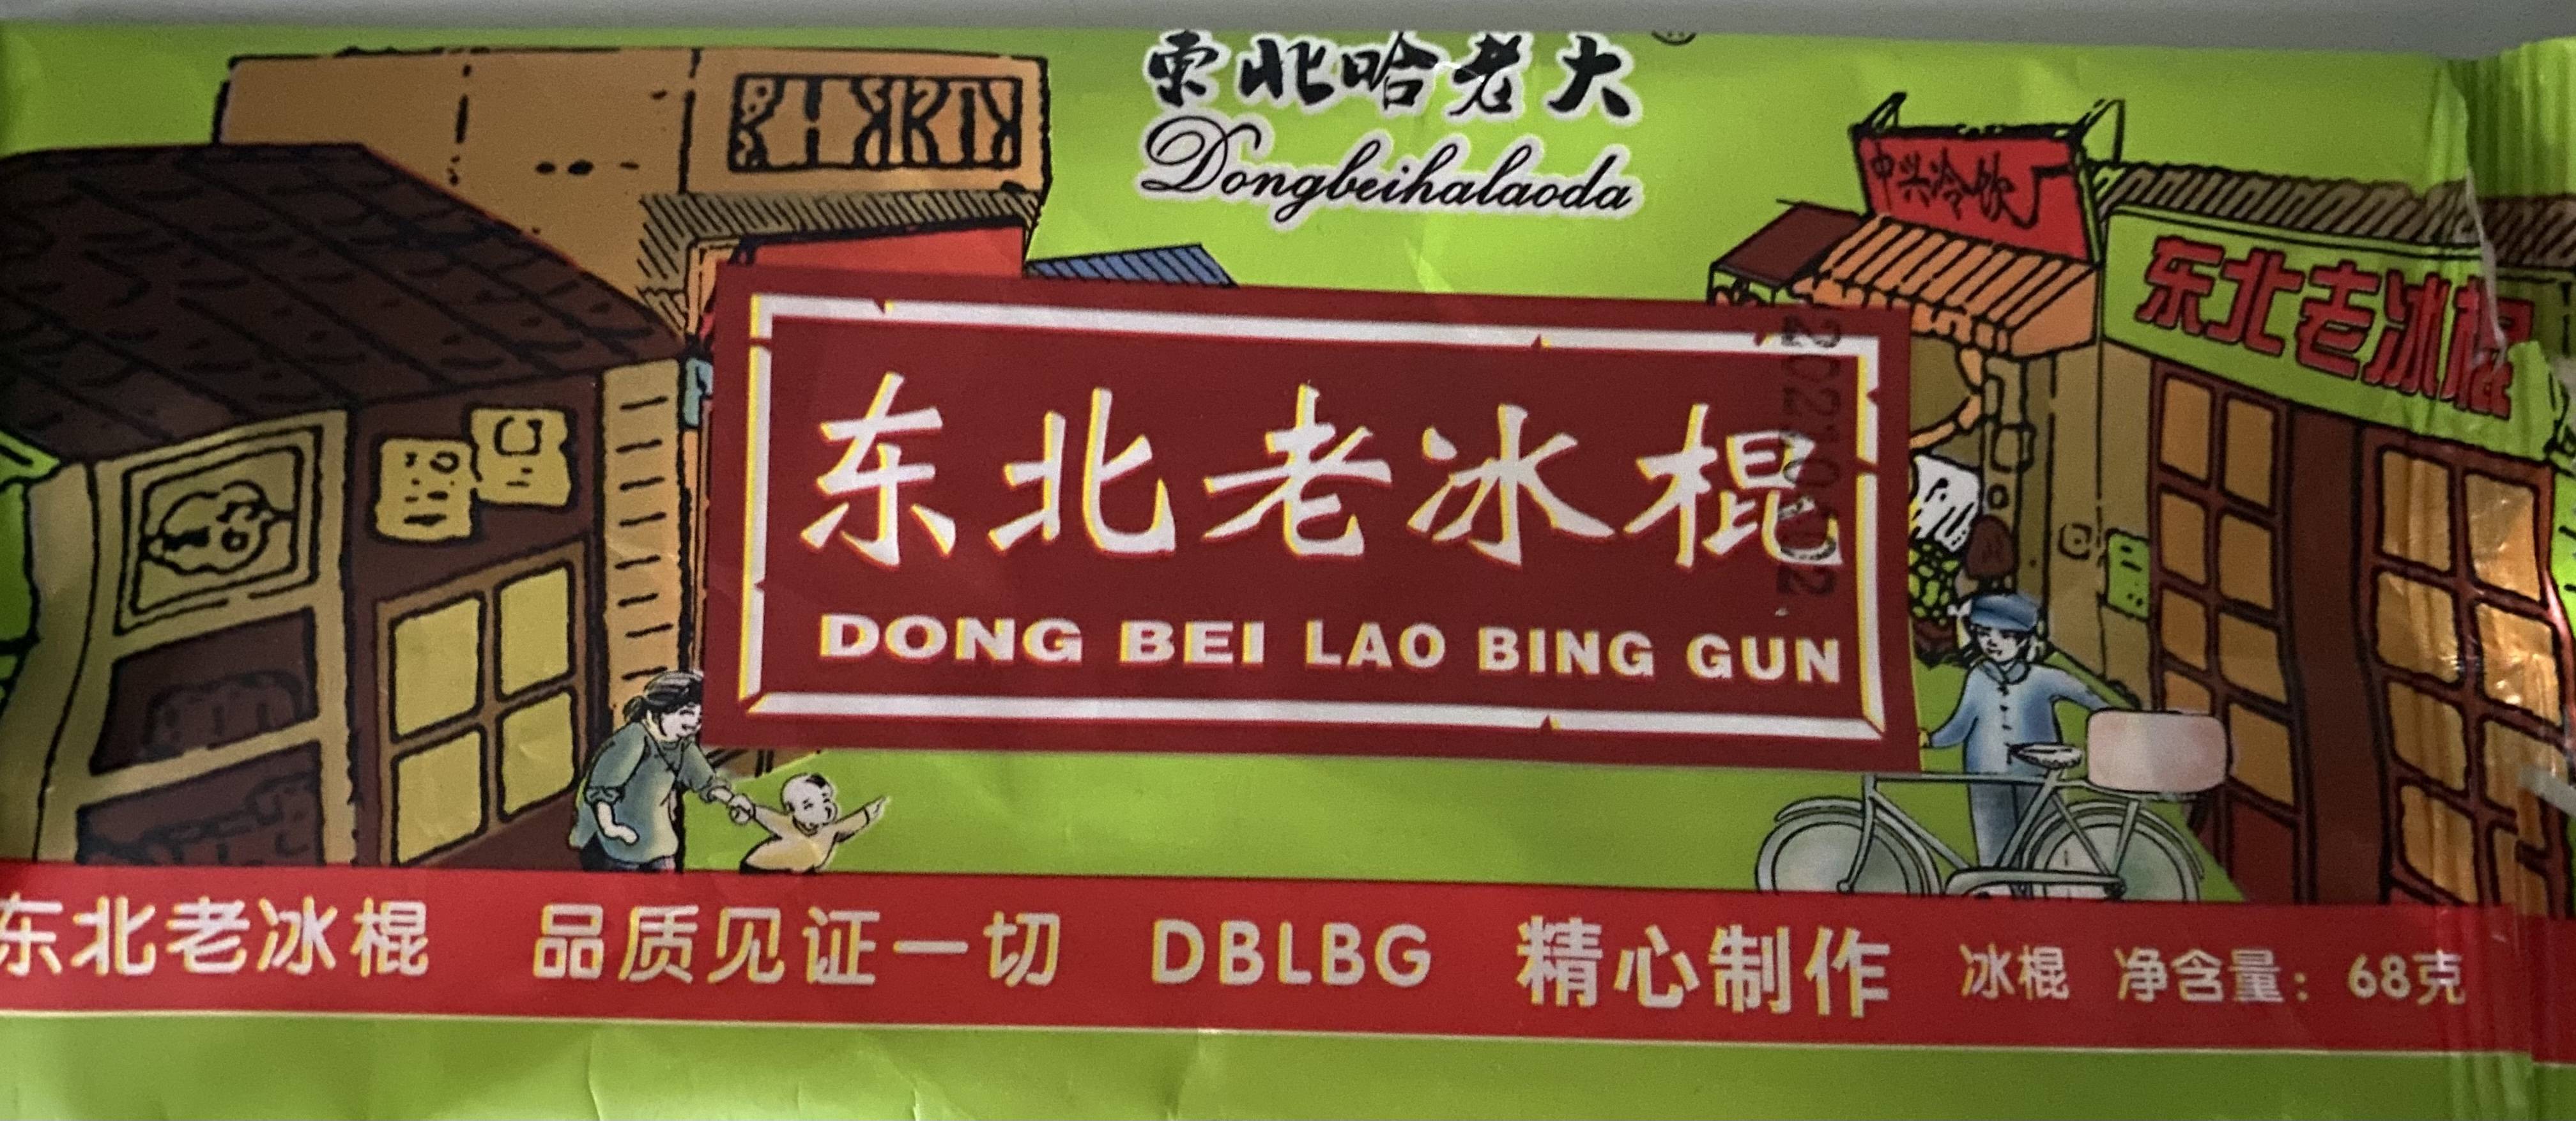 東北哈老大
Dongbeihalaoda
中兴冷饮厂
东北老冰棍
东北老冰棍
DONG BEI LAO BING GUN
东北老冰棍 品质见证一切 DBLBG 精心制作 冰棍 净含量：68克